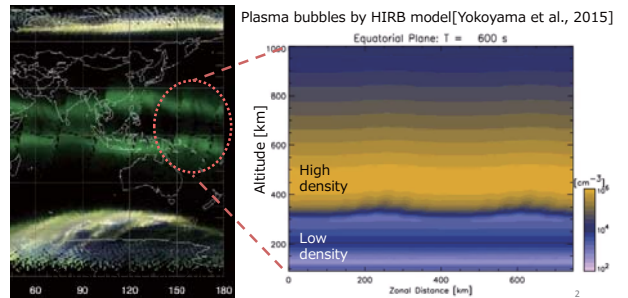 Plasma bubbles by HIRB model[Yokoyama et al., 2015]
Equatorial Plane: T = 600 s
1000
800
600
400
200
Altitude [km]
High
density
Low
density
[cm⁻³]
10⁶
10⁴
10²
0 200 400 600
Zonal Distance [km]
60 90 120 150 180
2